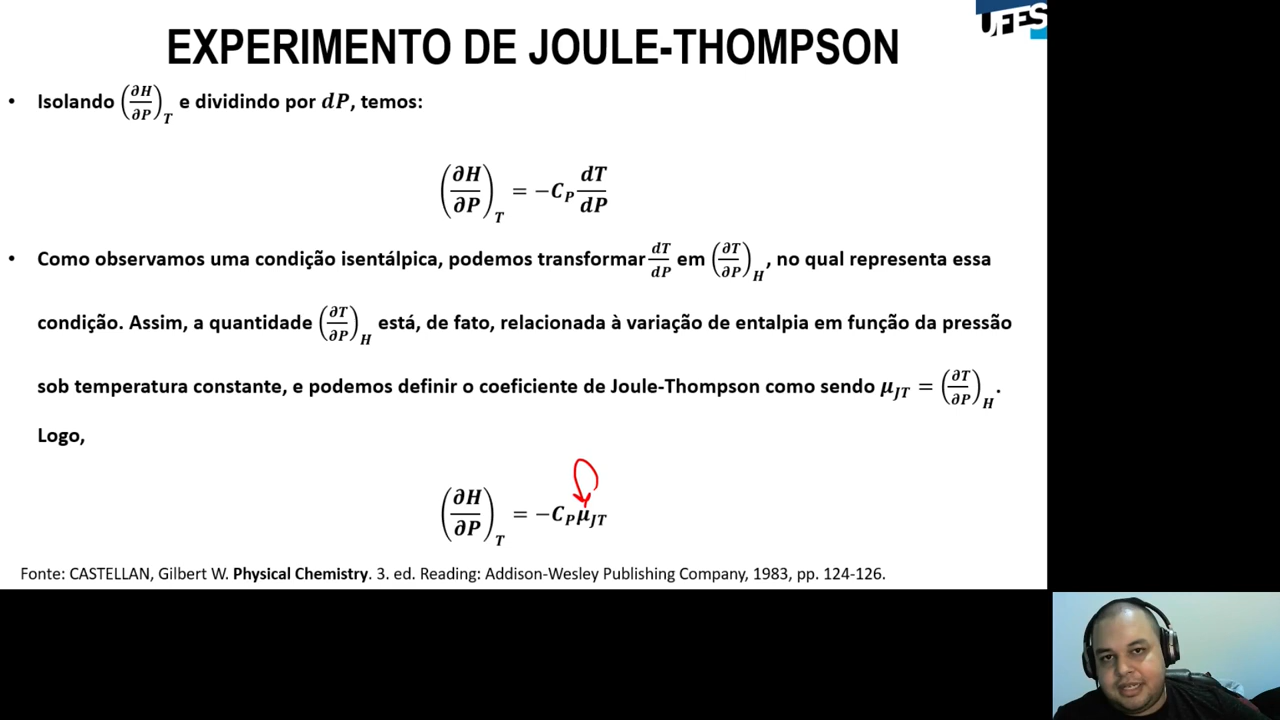 UFES
EXPERIMENTO DE JOULE-THOMPSON
• Isolando (∂H/∂P)_T e dividindo por dP, temos:
(∂H/∂P)_T = −C_P dT/dP
• Como observamos uma condição isentálpica, podemos transformar dT/dP em (∂T/∂P)_H, no qual representa essa
condição. Assim, a quantidade (∂T/∂P)_H está, de fato, relacionada à variação de entalpia em função da pressão
sob temperatura constante, e podemos definir o coeficiente de Joule-Thompson como sendo μ_JT = (∂T/∂P)_H.
Logo,
(∂H/∂P)_T = −C_P μ_JT
Fonte: CASTELLAN, Gilbert W. Physical Chemistry. 3. ed. Reading: Addison-Wesley Publishing Company, 1983, pp. 124-126.